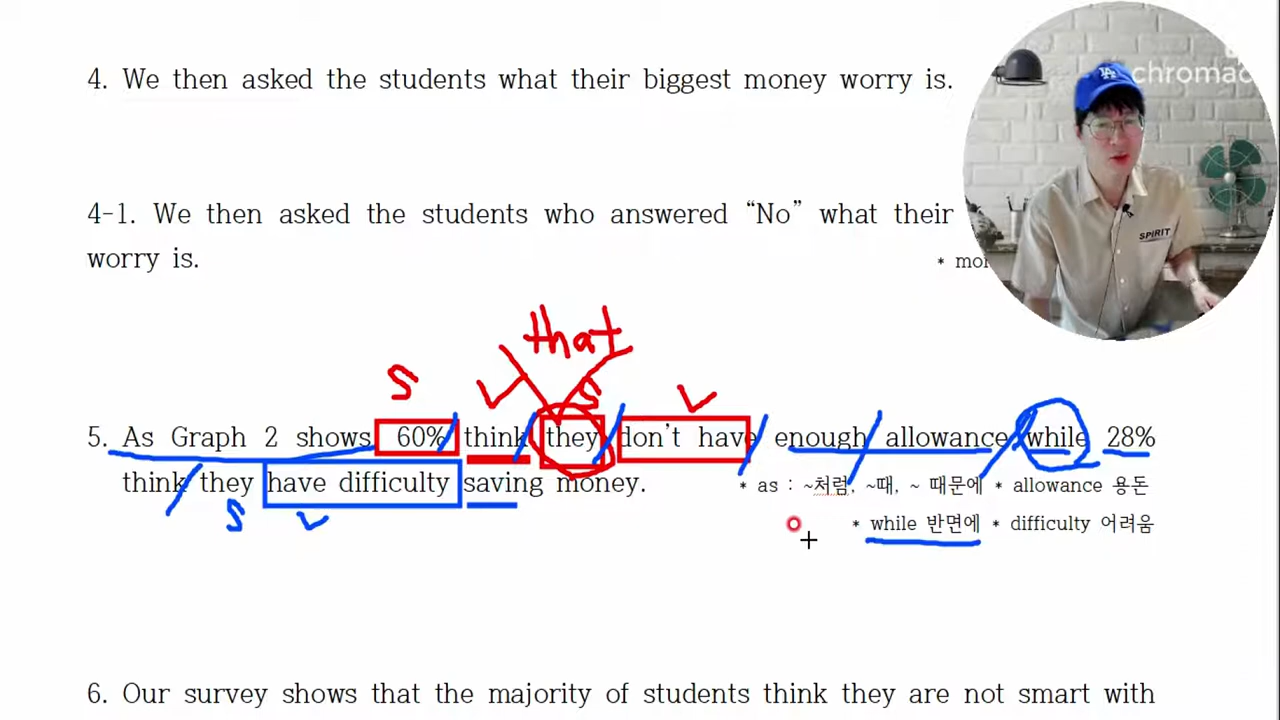 4. We then asked the students what their biggest money worry is.
chromac
LA
4-1. We then asked the students who answered “No” what their
SPIRIT
worry is.
* mor
that
S V S V
5. As Graph 2 shows 60% think they don't have enough allowance while 28%
think they have difficulty saving money.
S V
* as : ~처럼, ~때, ~ 때문에 * allowance 용돈
* while 반면에 * difficulty 어려움
6. Our survey shows that the majority of students think they are not smart with